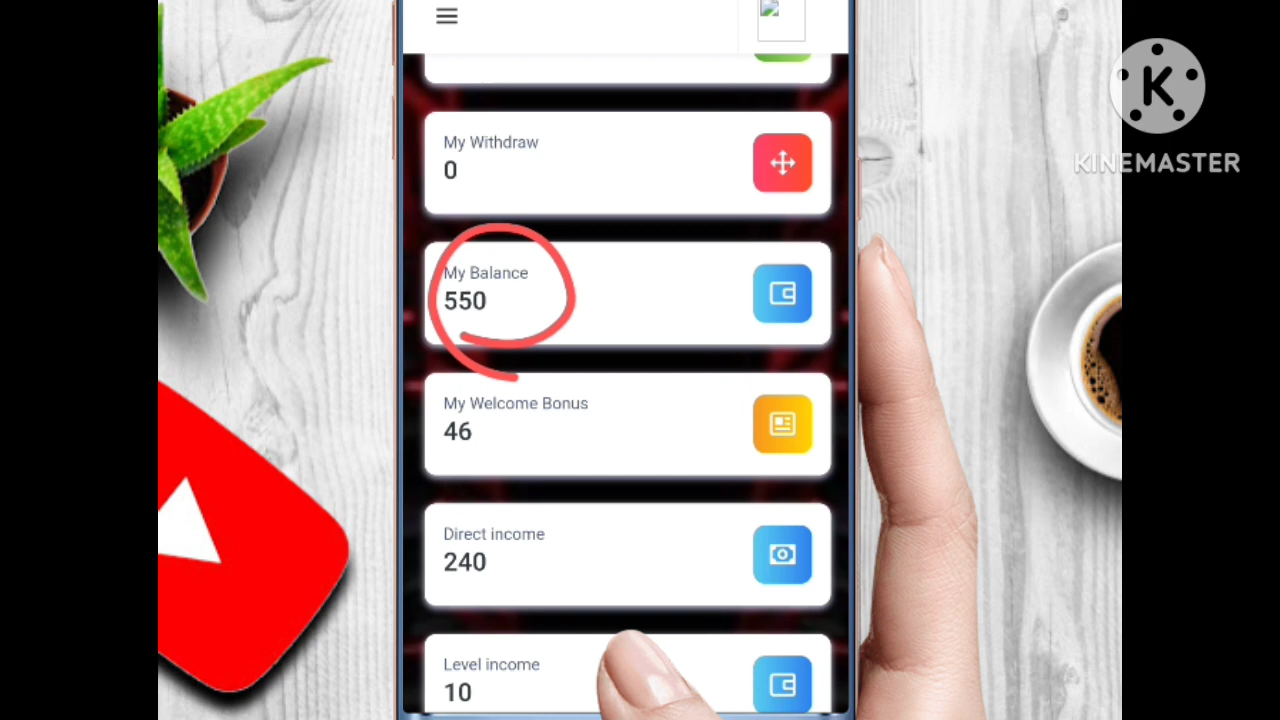 My Withdraw
0
My Balance
550
My Welcome Bonus
46
Direct income
240
Level income
10
K
KINEMASTER